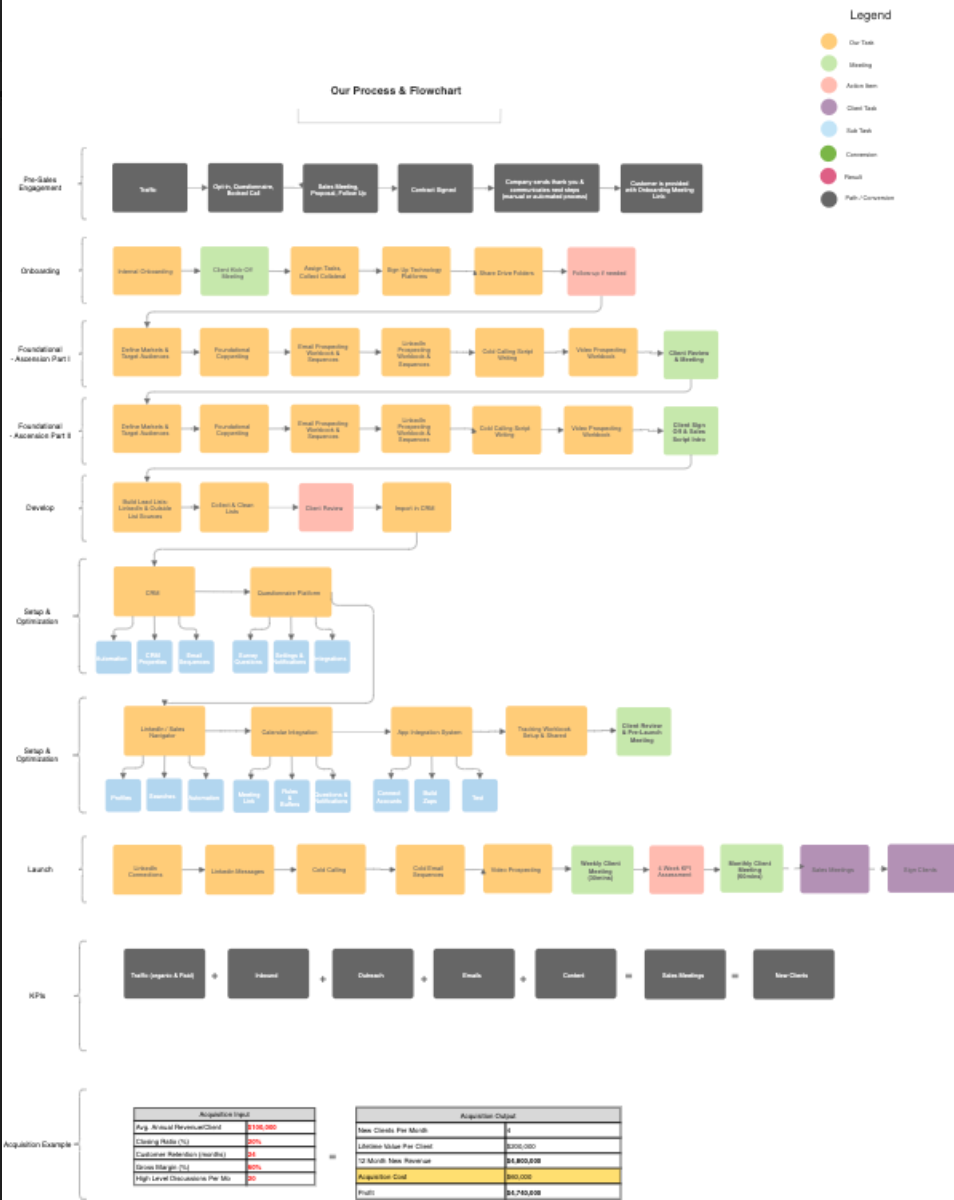 Legend
Our Task
Meeting
Action Item
Client Task
Sub Task
Conversion
Result
Path / Conversion
Our Process & Flowchart
Pre-Sales
Engagement
Traffic
Opt-in, Questionnaire,
Booked Call
Sales Meeting,
Proposal, Follow Up
Contract Signed
Company sends thank you &
communicates next steps
(manual or automated process)
Customer is provided
with Onboarding Meeting
Link
Onboarding
Internal Onboarding
Client Kick-Off
Meeting
Assign Tasks,
Collect Collateral
Sign Up Technology
Platforms
& Share Drive Folders
Follow-up if needed
Foundational
- Ascension Part I
Define Markets &
Target Audiences
Foundational
Copywriting
Email Prospecting
Workbook &
Sequences
LinkedIn
Prospecting
Workbook &
Sequences
Cold Calling Script
Writing
Video Prospecting
Workbook
Client Review
& Meeting
Foundational
- Ascension Part II
Define Markets &
Target Audiences
Foundational
Copywriting
Email Prospecting
Workbook &
Sequences
LinkedIn
Prospecting
Workbook &
Sequences
Cold Calling Script
Writing
Video Prospecting
Workbook
Client Sign
Off & Sales
Script Intro
Develop
Build Lead Lists:
LinkedIn & Outside
List Sources
Collect & Clean
Lists
Client Review
Import in CRM
Setup &
Optimization
CRM
Questionnaire Platform
Automation
CRM
Properties
Email
Sequences
Survey
Questions
Settings &
Notifications
Integrations
Setup &
Optimization
LinkedIn / Sales
Navigator
Calendar Integration
App Integration System
Tracking Workbook
Setup & Shared
Client Review
& Pre-Launch
Meeting
Profiles
Searches
Automation
Meeting
Link
Rules
&
Buffers
Questions &
Notifications
Connect
Accounts
Build
Zaps
Test
Launch
LinkedIn
Connections
LinkedIn Messages
Cold Calling
Cold Email
Sequences
Video Prospecting
Weekly Client
Meeting
(30mins)
4 Week KPI
Assessment
Monthly Client
Meeting
(60mins)
Sales Meetings
Sign Clients
KPIs
Traffic (organic & Paid)
+
Inbound
+
Outreach
+
Emails
+
Content
=
Sales Meetings
=
New Clients
Acquisition Example
Acquisition Input
Avg. Annual Revenue/Client $100,000
Closing Ratio (%) 20%
Customer Retention (months) 24
Gross Margin (%) 60%
High Level Discussions Per Mo 20
=
Acquisition Output
New Clients Per Month 4
Lifetime Value Per Client $200,000
12 Month New Revenue $4,800,000
Acquisition Cost $60,000
Profit $4,740,000